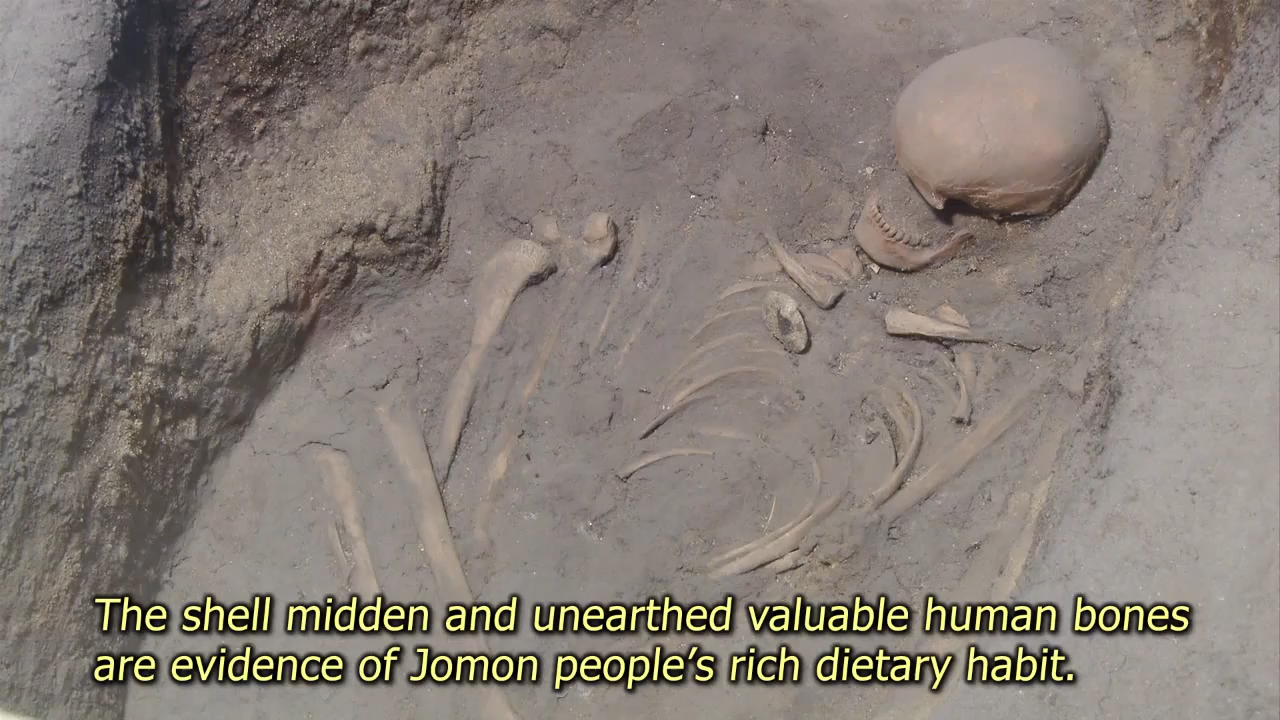 The shell midden and unearthed valuable human bones
are evidence of Jomon people’s rich dietary habit.